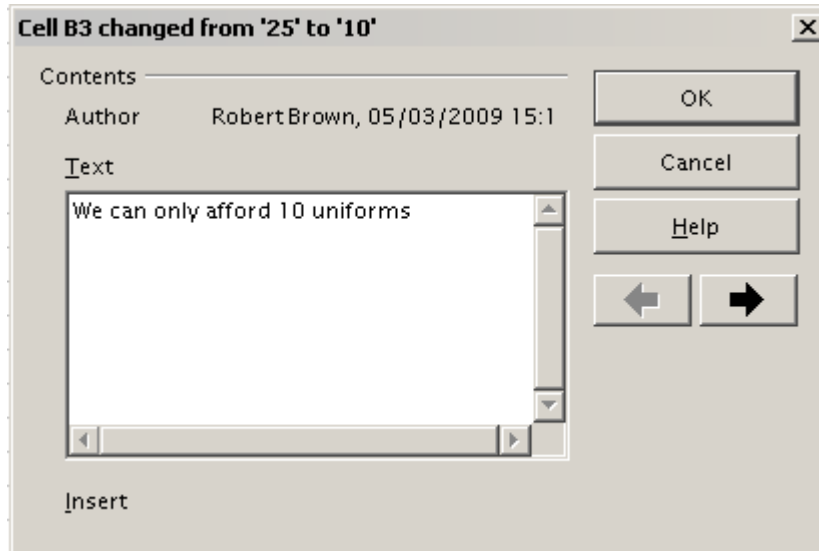 Cell B3 changed from '25' to '10'
Contents
Author Robert Brown, 05/03/2009 15:1
Text
We can only afford 10 uniforms
Insert
OK
Cancel
Help